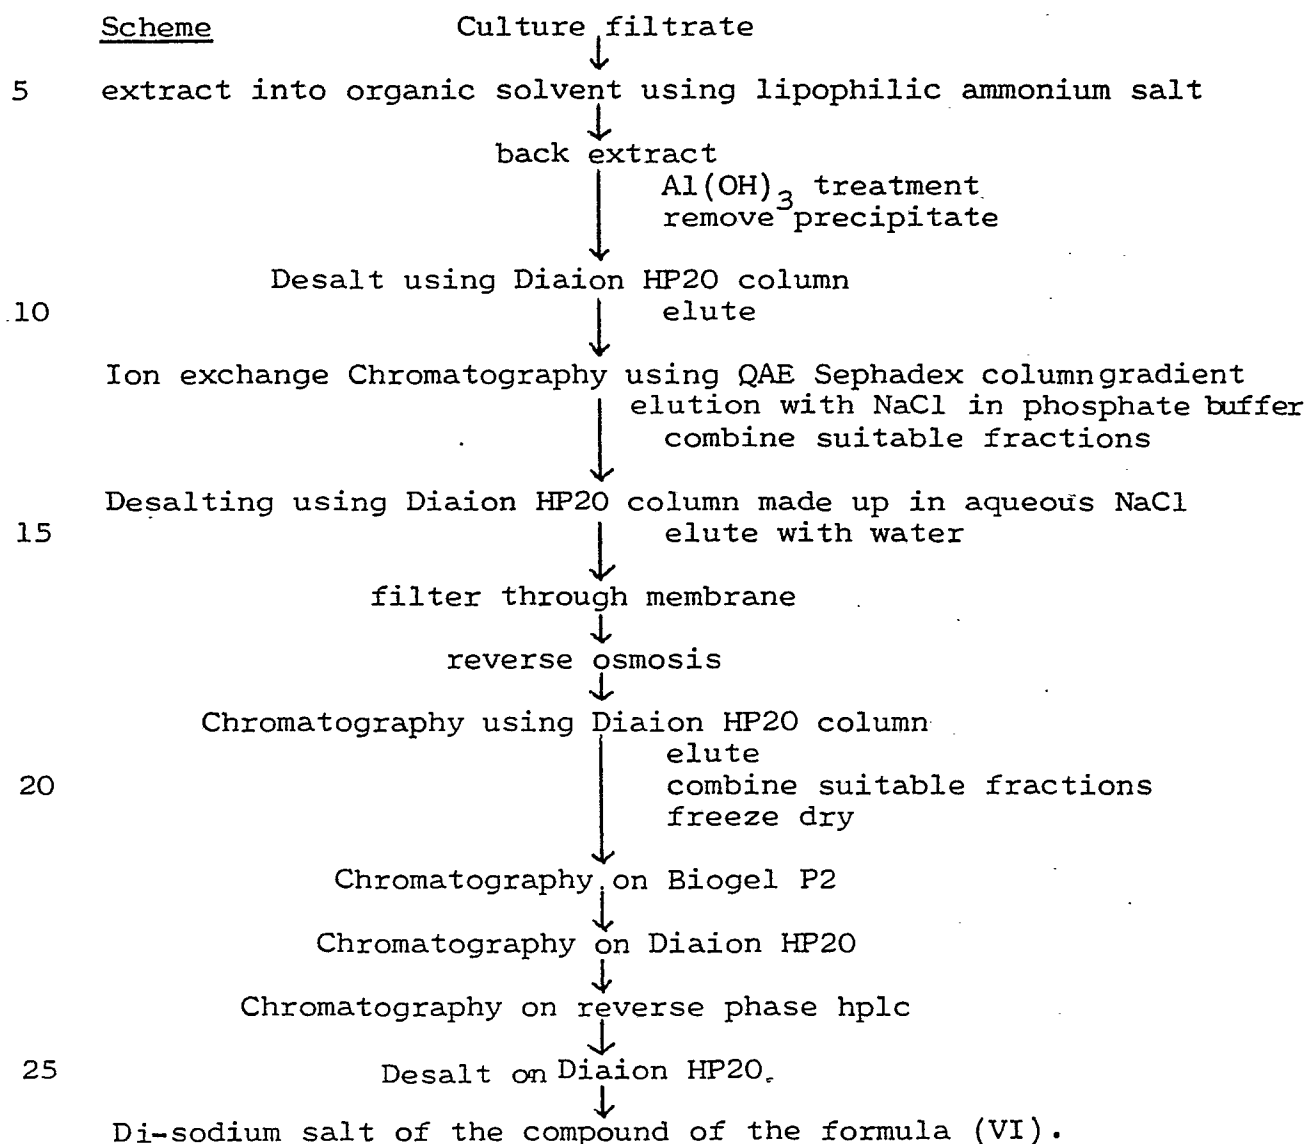 Scheme Culture filtrate
5 extract into organic solvent using lipophilic ammonium salt
back extract
Al(OH)3 treatment
remove precipitate
Desalt using Diaion HP20 column
10 elute
Ion exchange Chromatography using QAE Sephadex column gradient
elution with NaCl in phosphate buffer
combine suitable fractions
Desalting using Diaion HP20 column made up in aqueous NaCl
15 elute with water
filter through membrane
reverse osmosis
Chromatography using Diaion HP20 column
elute
20 combine suitable fractions
freeze dry
Chromatography on Biogel P2
Chromatography on Diaion HP20
Chromatography on reverse phase hplc
25 Desalt on Diaion HP20.
Di-sodium salt of the compound of the formula (VI).